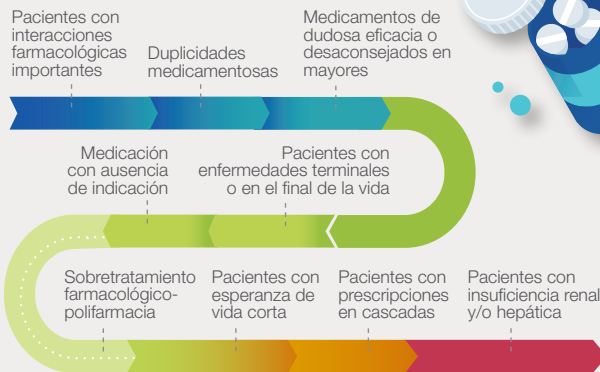 Pacientes con
interacciones
farmacológicas
importantes
Duplicidades
medicamentosas
Medicamentos de
dudosa eficacia o
desaconsejados en
mayores
Medicación
con ausencia
de indicación
Pacientes con
enfermedades terminales
o en el final de la vida
Sobretratamiento
farmacológico-
polifarmacia
Pacientes con
esperanza de
vida corta
Pacientes con
prescripciones
en cascadas
Pacientes con
insuficiencia renal
y/o hepática